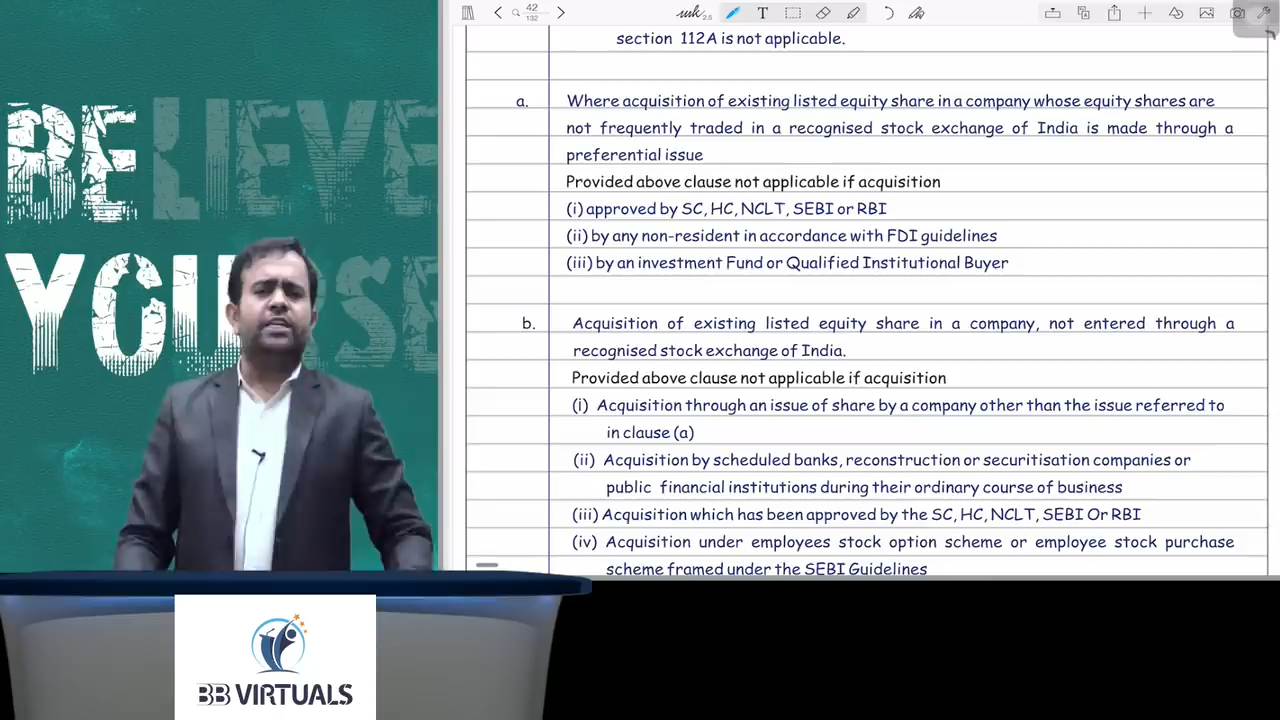 BELIEVE
YOURSE
42
132
2.5
T
section 112A is not applicable.
a. Where acquisition of existing listed equity share in a company whose equity shares are
not frequently traded in a recognised stock exchange of India is made through a
preferential issue
Provided above clause not applicable if acquisition
(i) approved by SC, HC, NCLT, SEBI or RBI
(ii) by any non-resident in accordance with FDI guidelines
(iii) by an investment Fund or Qualified Institutional Buyer
b. Acquisition of existing listed equity share in a company, not entered through a
recognised stock exchange of India.
Provided above clause not applicable if acquisition
(i) Acquisition through an issue of share by a company other than the issue referred to
in clause (a)
(ii) Acquisition by scheduled banks, reconstruction or securitisation companies or
public financial institutions during their ordinary course of business
(iii) Acquisition which has been approved by the SC, HC, NCLT, SEBI Or RBI
(iv) Acquisition under employees stock option scheme or employee stock purchase
scheme framed under the SEBI Guidelines
BB VIRTUALS